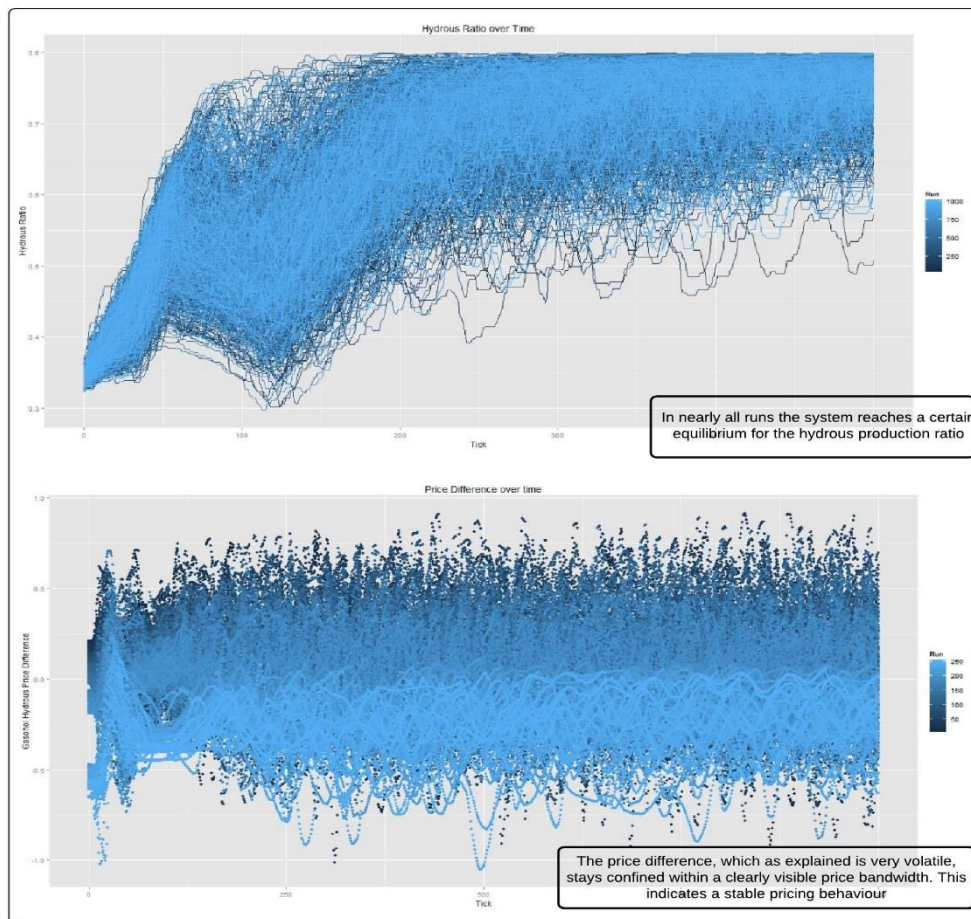 Hydrous Ratio over Time
0.8
0.7
0.6
0.5
0.4
0.3
Hydrous Ratio
0
100
200
300
Tick
Run
1000
750
500
250
In nearly all runs the system reaches a certain
equilibrium for the hydrous production ratio
Price Difference over time
1.0
0.5
0.0
-0.5
-1.0
Gasohol Hydrous Price Difference
0
250
500
Tick
Run
250
200
150
100
50
The price difference, which as explained is very volatile,
stays confined within a clearly visible price bandwidth. This
indicates a stable pricing behaviour